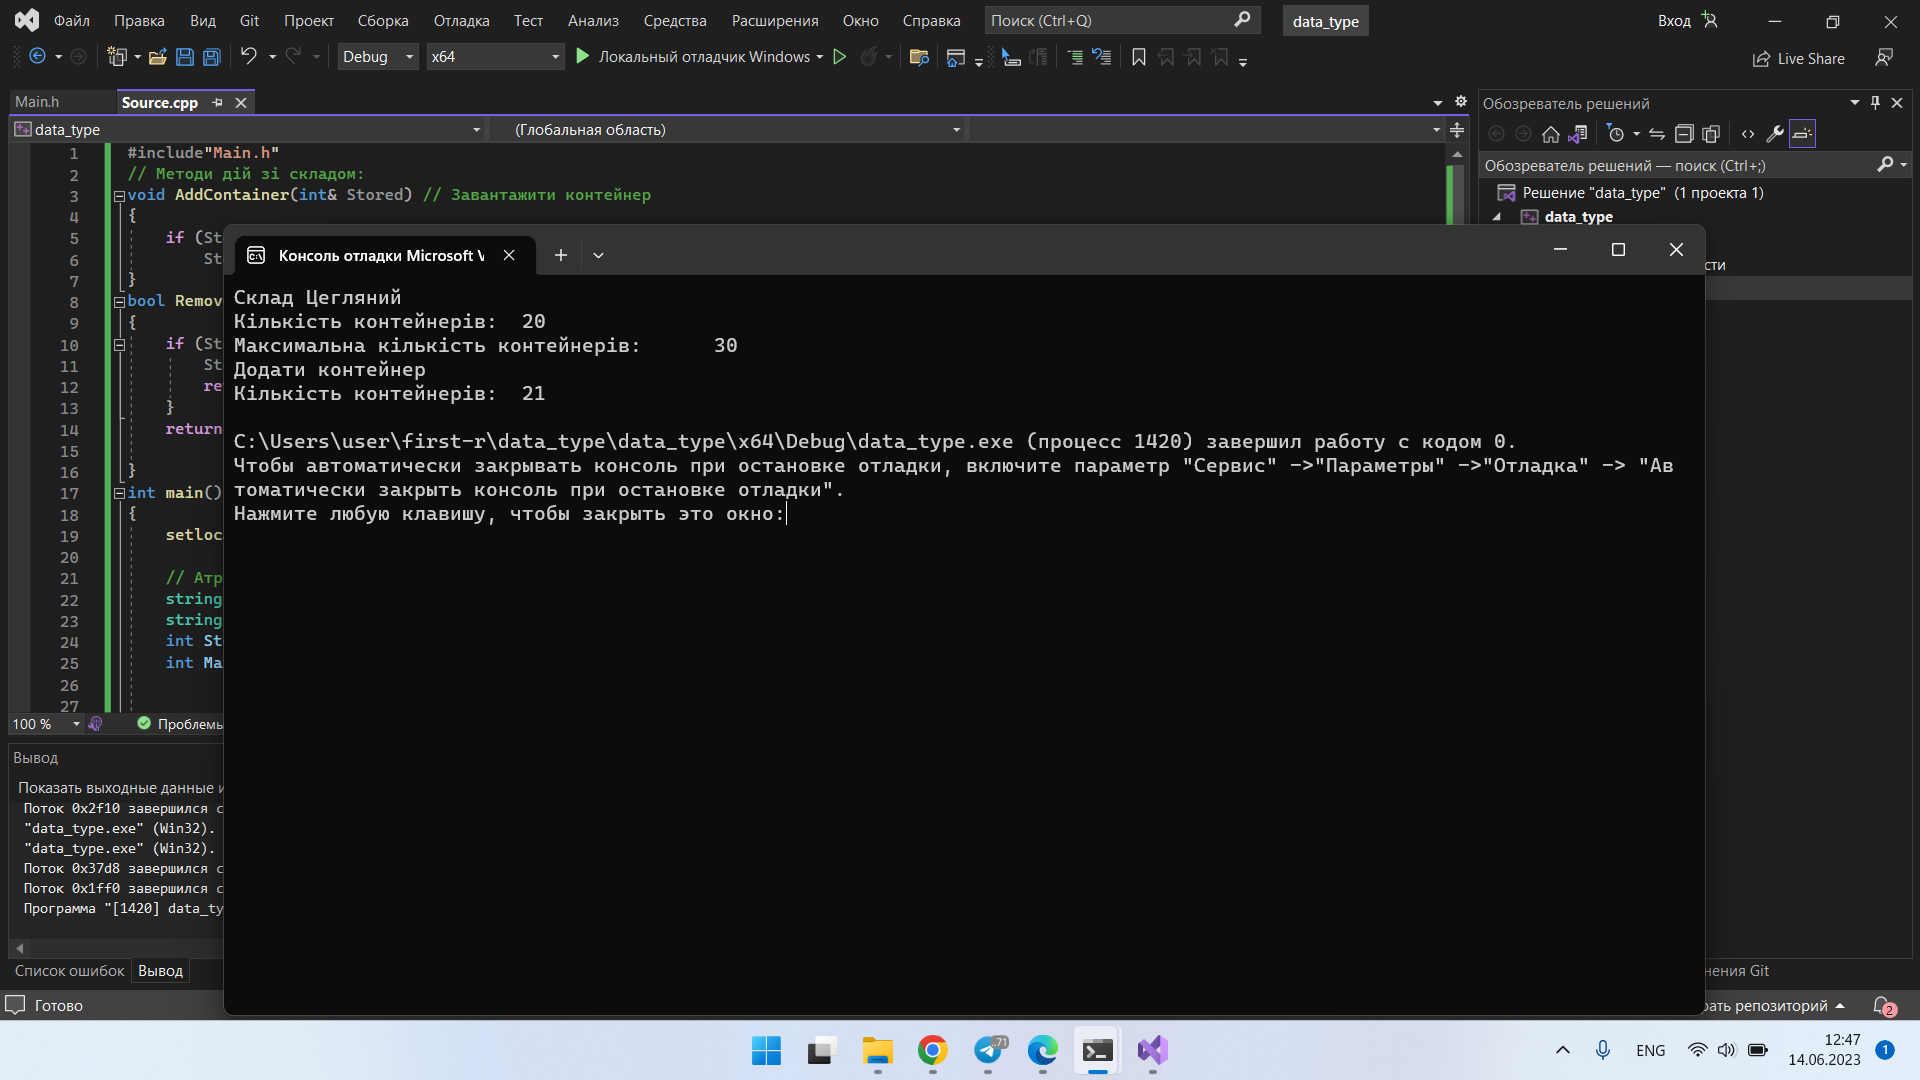 Файл Правка Вид Git Проект Сборка Отладка Тест Анализ Средства Расширения Окно Справка Поиск (Ctrl+Q) data_type Вход
Debug x64 Локальный отладчик Windows Live Share
Main.h Source.cpp
data_type (Глобальная область)
1 #include"Main.h"
2 // Методи дій зі складом:
3 void AddContainer(int& Stored) // Завантажити контейнер
4 {
5 if (St
6 St
7 }
8 bool Remov
9 {
10 if (St
11 St
12 re
13 }
14 return
15
16 }
17 int main()
18 {
19 setloc
20
21 // Атр
22 string
23 string
24 int St
25 int Ma
26
27
100 % Проблемы
Обозреватель решений
Обозреватель решений — поиск (Ctrl+;)
Решение "data_type" (1 проекта 1)
data_type
сти
Консоль отладки Microsoft V
Склад Цегляний
Кількість контейнерів: 20
Максимальна кількість контейнерів: 30
Додати контейнер
Кількість контейнерів: 21
C:\Users\user\first-r\data_type\data_type\x64\Debug\data_type.exe (процесс 1420) завершил работу с кодом 0.
Чтобы автоматически закрывать консоль при остановке отладки, включите параметр "Сервис" ->"Параметры" ->"Отладка" -> "Ав
томатически закрыть консоль при остановке отладки".
Нажмите любую клавишу, чтобы закрыть это окно:
Вывод
Показать выходные данные и
Поток 0x2f10 завершился с
"data_type.exe" (Win32).
"data_type.exe" (Win32).
Поток 0x37d8 завершился с
Поток 0x1ff0 завершился с
Программа "[1420] data_ty
Список ошибок Вывод
нения Git
Готово
рать репозиторий 2
71
ENG
12:47
14.06.2023
1